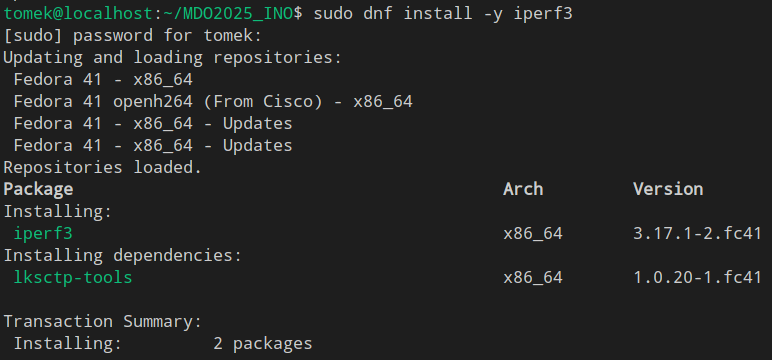 tomek@localhost:~/MDO2025_INO$ sudo dnf install -y iperf3
[sudo] password for tomek:
Updating and loading repositories:
 Fedora 41 - x86_64
 Fedora 41 openh264 (From Cisco) - x86_64
 Fedora 41 - x86_64 - Updates
 Fedora 41 - x86_64 - Updates
Repositories loaded.
Package Arch Version
Installing:
 iperf3 x86_64 3.17.1-2.fc41
Installing dependencies:
 lksctp-tools x86_64 1.0.20-1.fc41
Transaction Summary:
 Installing: 2 packages